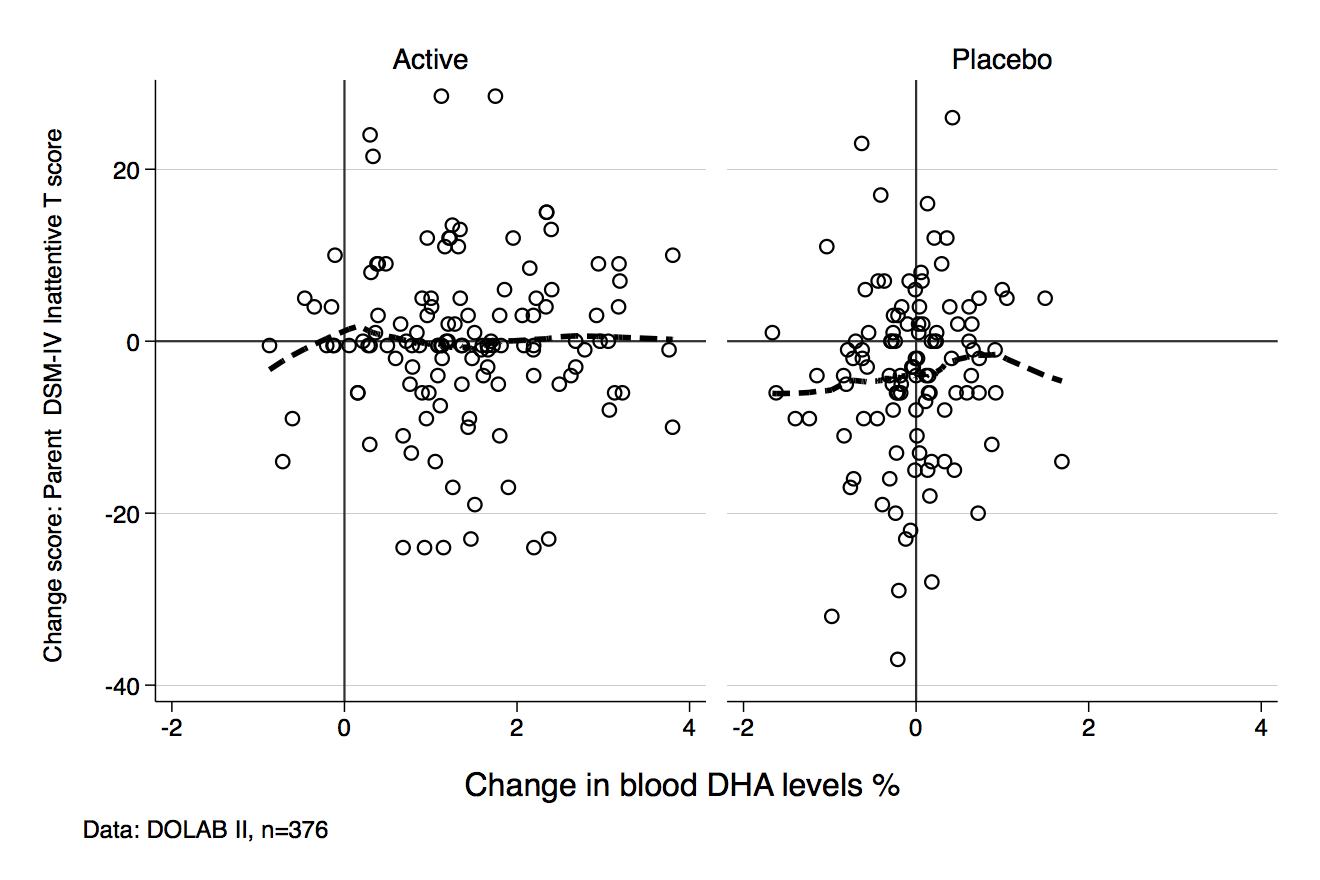 Active
Placebo
Change score: Parent  DSM-IV Inattentive T score
20
0
-20
-40
-2
0
2
4
-2
0
2
4
Change in blood DHA levels %
Data: DOLAB II, n=376